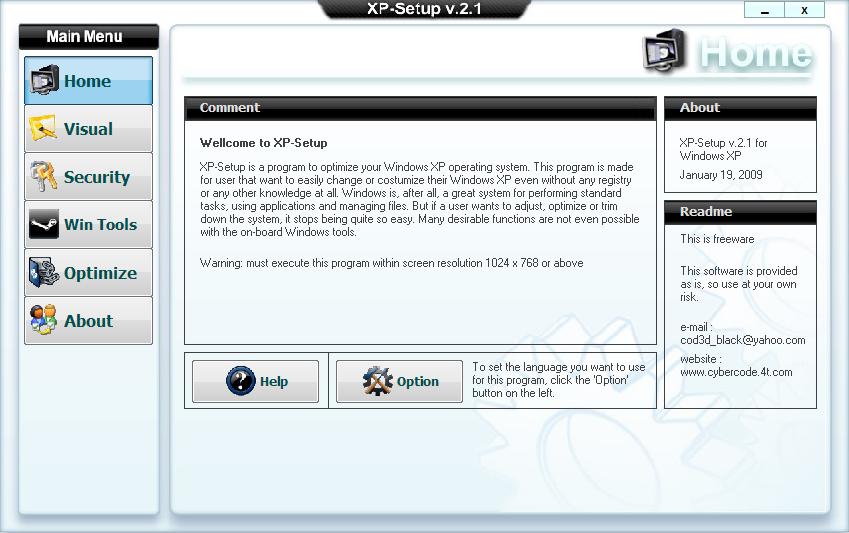 XP-Setup v.2.1
x
Main Menu
Home
Visual
Security
Win Tools
Optimize
About
Home
Comment
Wellcome to XP-Setup
XP-Setup is a program to optimize your Windows XP operating system. This program is made
for user that want to easily change or costumize their Windows XP even without any registry
or any other knowledge at all. Windows is, after all, a great system for performing standard
tasks, using applications and managing files. But if a user wants to adjust, optimize or trim
down the system, it stops being quite so easy. Many desirable functions are not even possible
with the on-board Windows tools.
Warning: must execute this program within screen resolution 1024 x 768 or above
Help
Option
To set the language you want to use
for this program, click the 'Option'
button on the left.
About
XP-Setup v.2.1 for
Windows XP
January 19, 2009
Readme
This is freeware
This software is provided
as is, so use at your own
risk.
e-mail :
cod3d_black@yahoo.com
website :
www.cybercode.4t.com